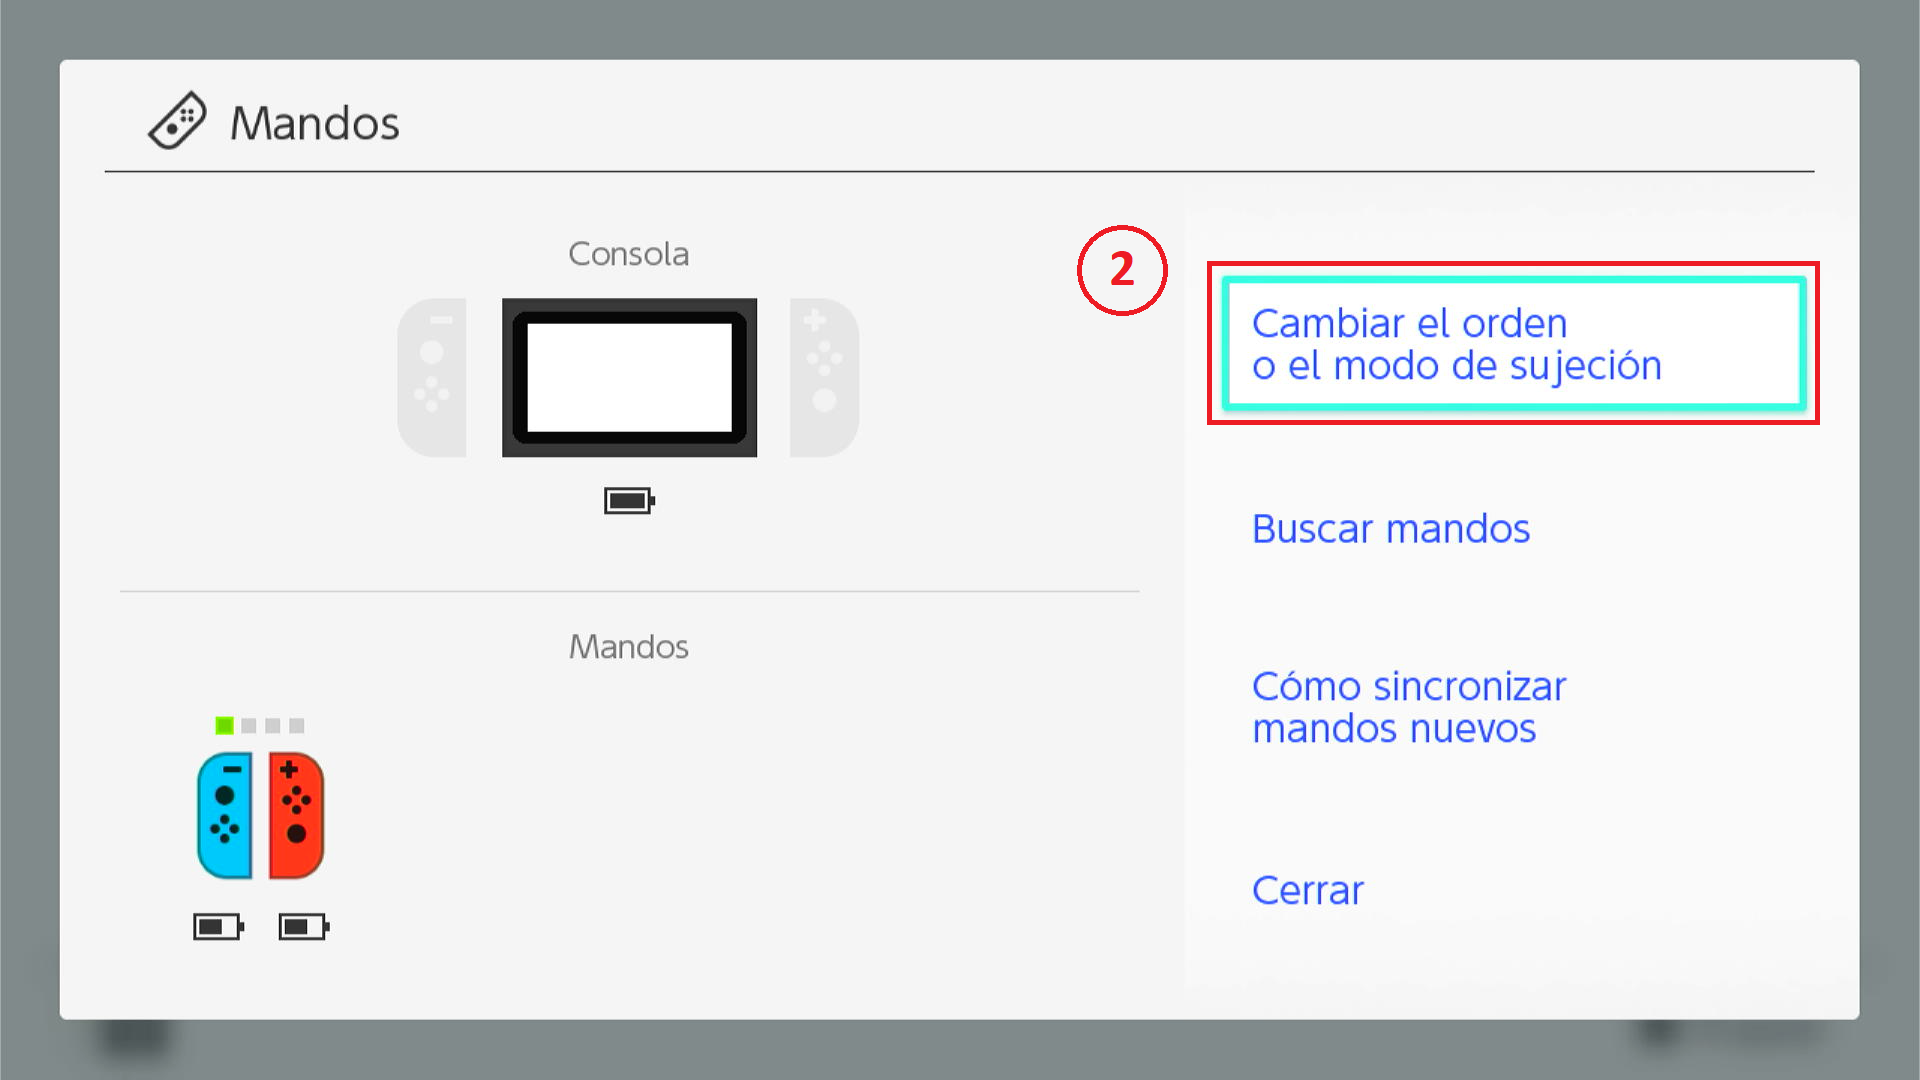 Mandos
Consola
2
Cambiar el orden
o el modo de sujeción
Buscar mandos
Mandos
Cómo sincronizar
mandos nuevos
Cerrar